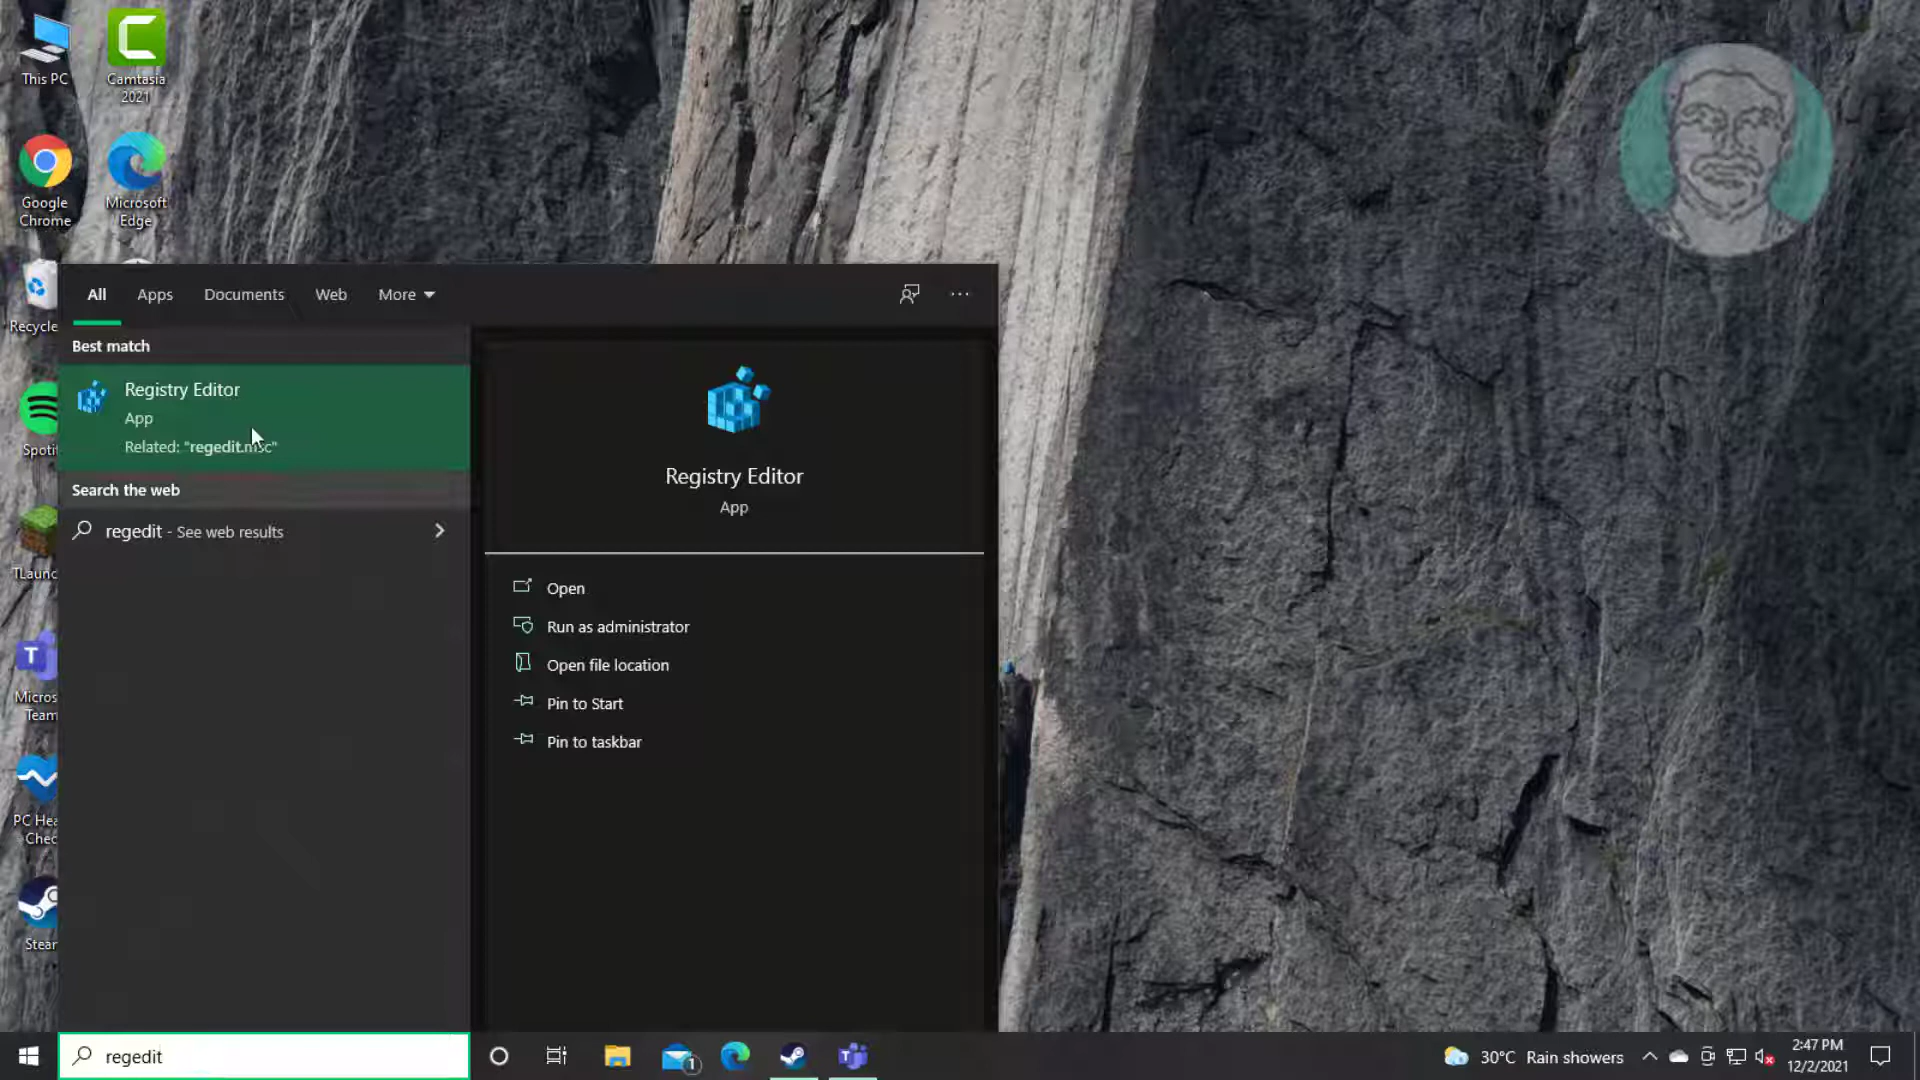 This PC
Camtasia
2021
Google
Chrome
Microsoft
Edge
Recycle
Spotif
TLaunc
T
Micros
Team
PC Hea
Chec
Stear
All
Apps
Documents
Web
More
Best match
Registry Editor
App
Related: "regedit.msc"
Search the web
regedit - See web results
Registry Editor
App
Open
Run as administrator
Open file location
Pin to Start
Pin to taskbar
regedit
1
T
30°C Rain showers
2:47 PM
12/2/2021